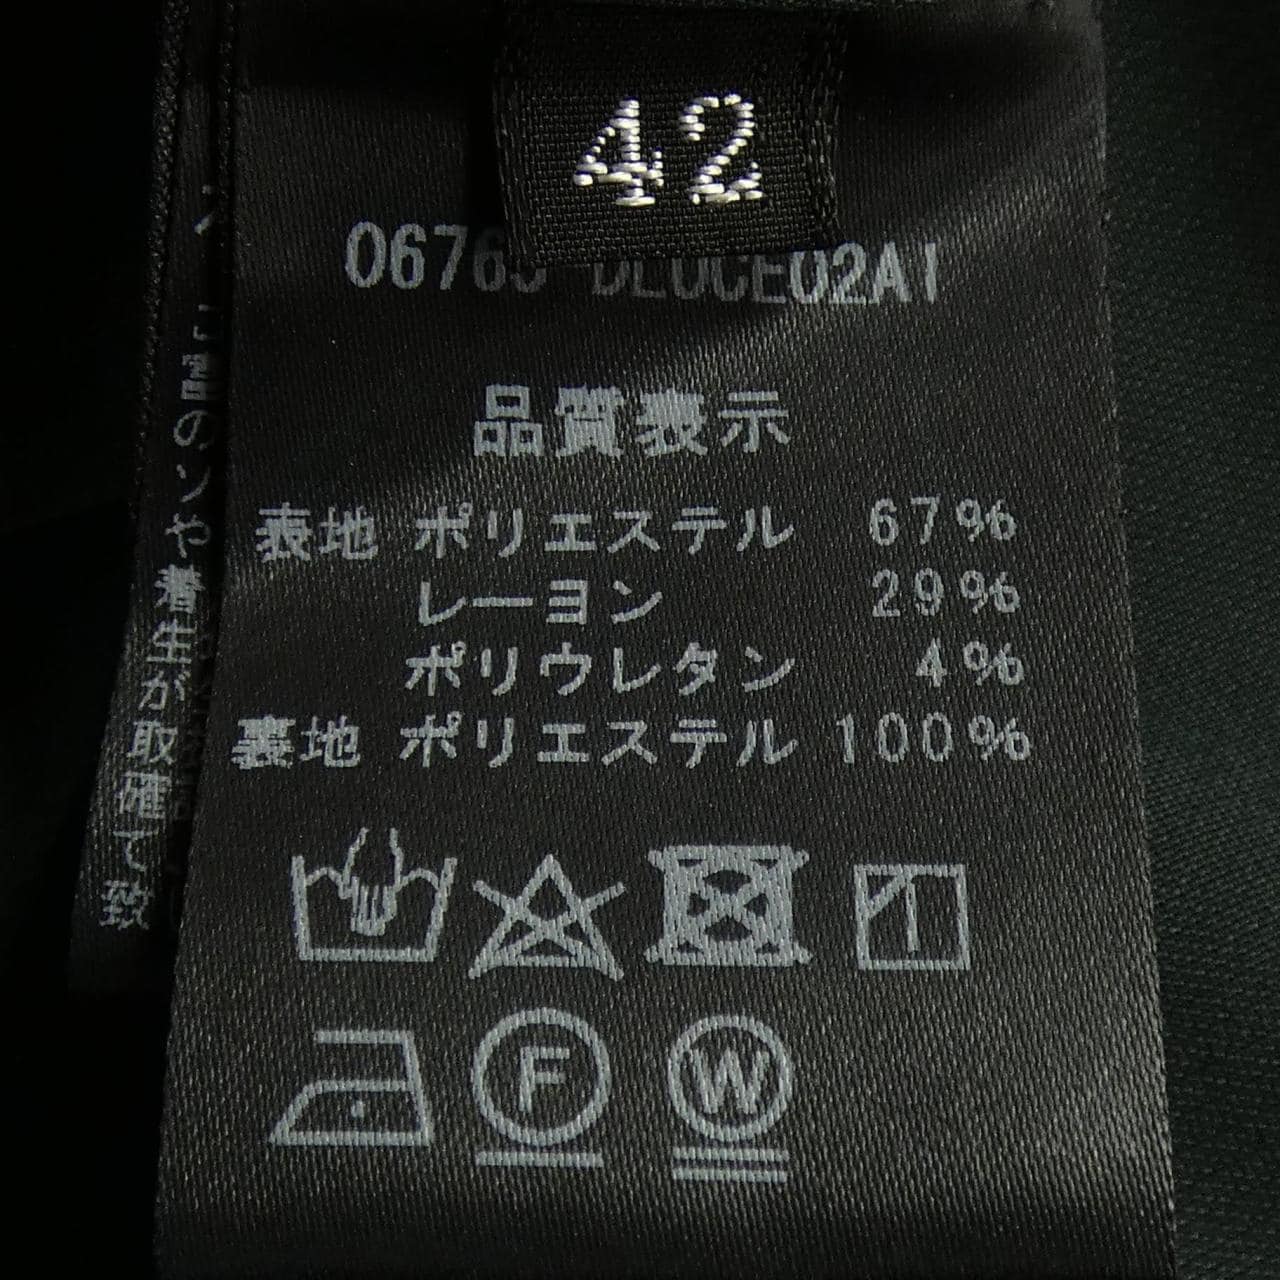 42
品質表示
表地 ポリエステル 67%
レーヨン 29%
ポリウレタン 4%
裏地 ポリエステル 100%
F
W